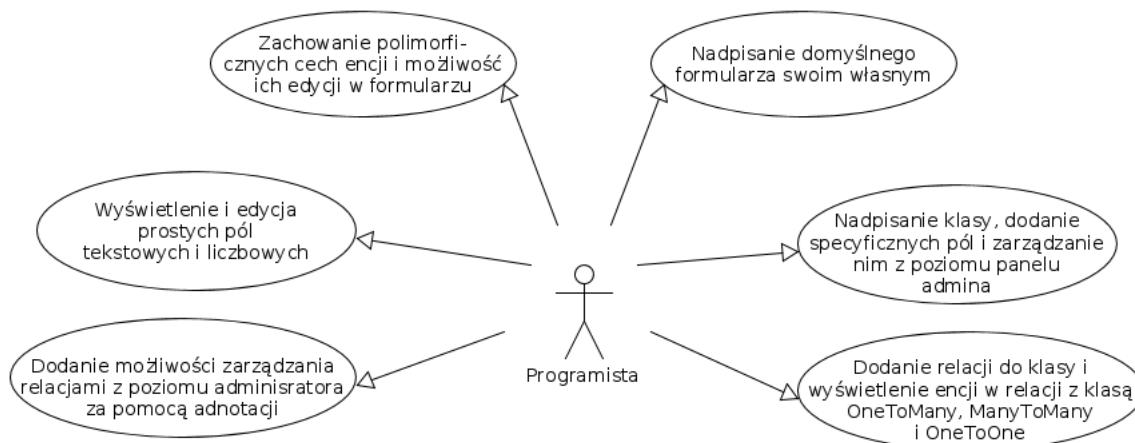 Zachowanie polimorfi-
cznych cech encji i możliwość
ich edycji w formularzu
Nadpisanie domyślnego
formularza swoim własnym
Wyświetlenie i edycja
prostych pól
tekstowych i liczbowych
Nadpisanie klasy, dodanie
specyficznych pól i zarządzanie
nim z poziomu panelu
admina
Dodanie możliwości zarządzania
relacjami z poziomu adminisratora
za pomocą adnotacji
Programista
Dodanie relacji do klasy i
wyświetlenie encji w relacji z klasą
OneToMany, ManyToMany
i OneToOne